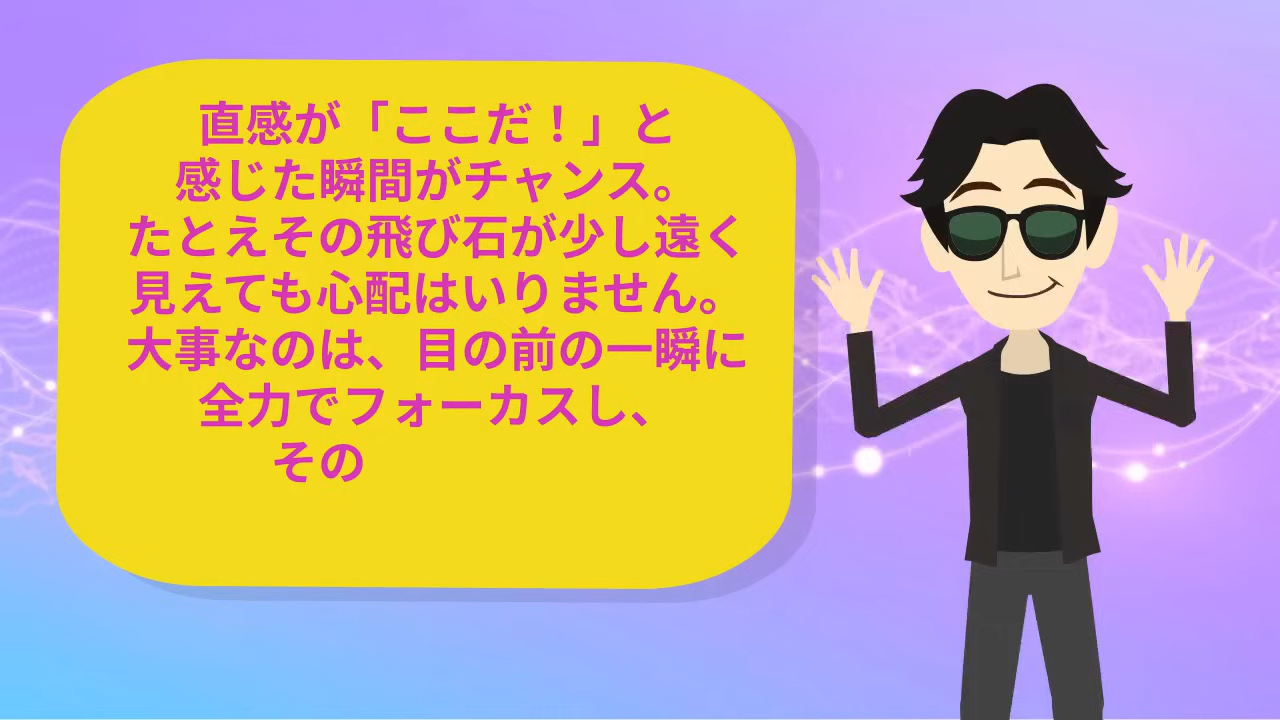 直感が「ここだ！」と
感じた瞬間がチャンス。
たとえその飛び石が少し遠く
見えても心配はいりません。
大事なのは、目の前の一瞬に
全力でフォーカスし、
その